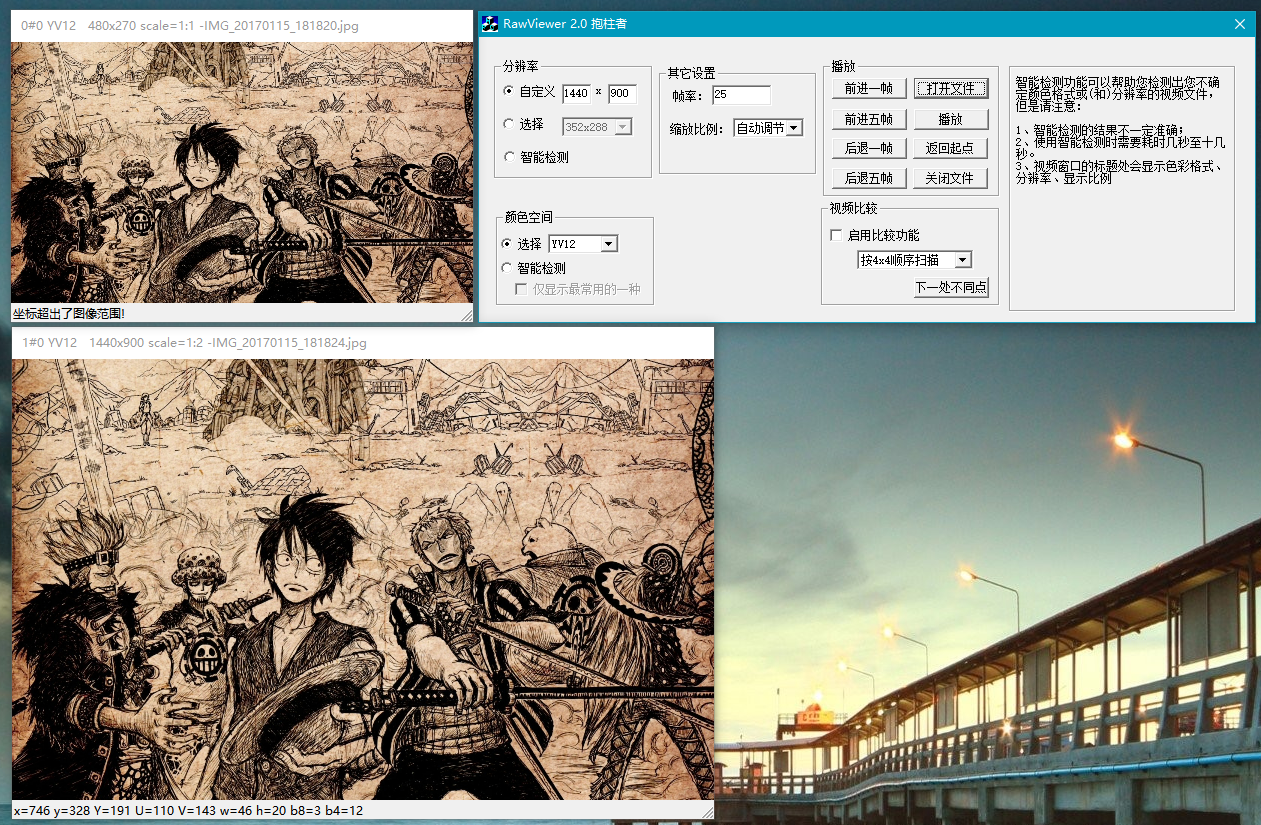 0#0 YV12 480x270 scale=1:1 -IMG_20170115_181820.jpg
坐标超出了图像范围!
RawViewer 2.0 抱柱者
分辨率
自定义 1440 x 900
选择 352x288
智能检测
颜色空间
选择 YV12
智能检测
仅显示最常用的一种
其它设置
帧率: 25
缩放比例: 自动调节
播放
前进一帧 打开文件
前进五帧 播放
后退一帧 返回起点
后退五帧 关闭文件
视频比较
启用比较功能
按4x4顺序扫描
下一处不同点
智能检测功能可以帮助您检测出您不确
定颜色格式或(和)分辨率的视频文件,
但是请注意:
1、智能检测的结果不一定准确;
2、使用智能检测时需要耗时几秒至十几
秒。
3、视频窗口的标题处会显示色彩格式、
分辨率、显示比例
1#0 YV12 1440x900 scale=1:2 -IMG_20170115_181824.jpg
x=746 y=328 Y=191 U=110 V=143 w=46 h=20 b8=3 b4=12